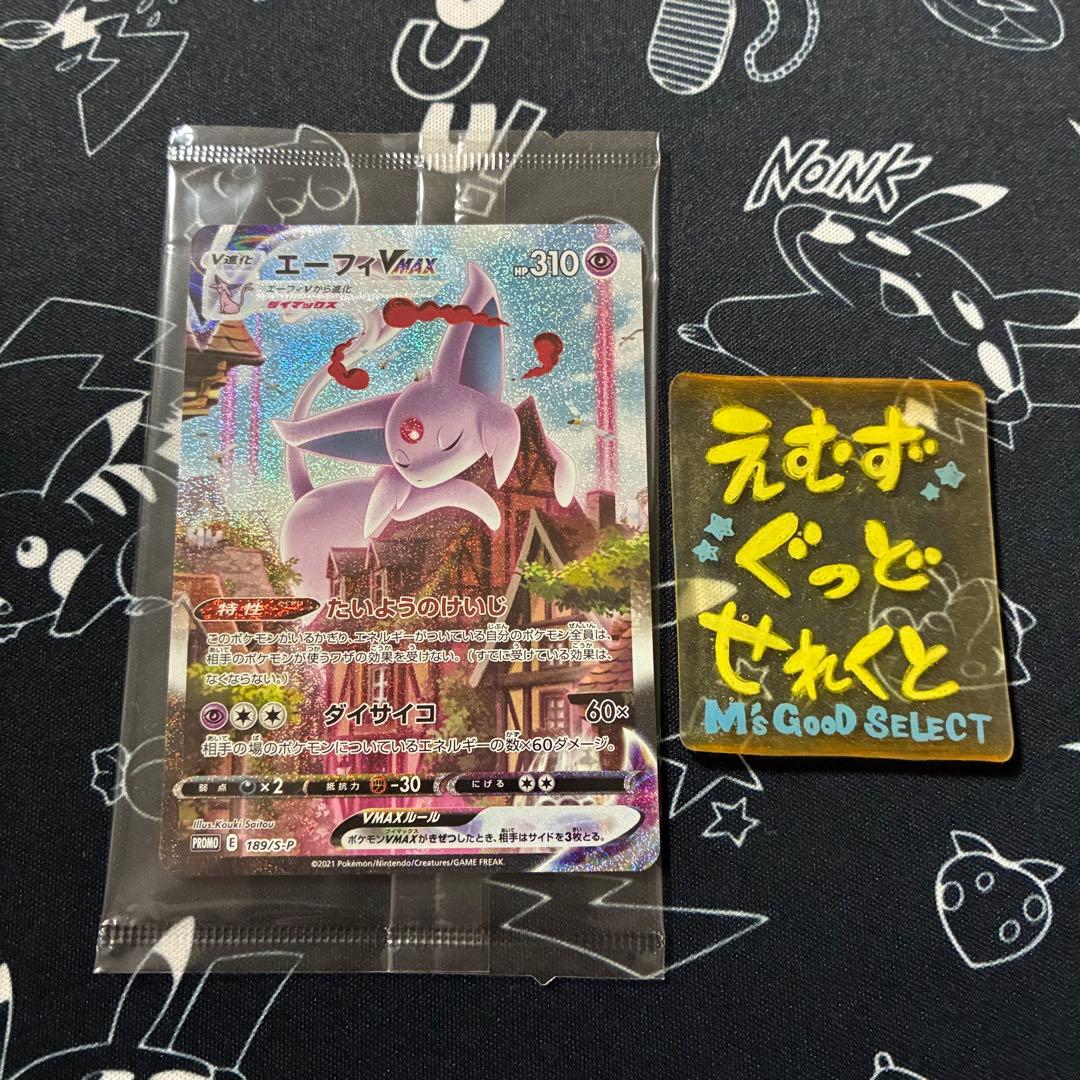 NOINK
V進化
エーフィVMAX
HP310
エーフィVから進化
ダイマックス
特性 たいようのけいじ
このポケモンがいるかぎり、エネルギーがついている自分のポケモン全員は、
相手のポケモンが使うワザの効果を受けない。(すでに受けている効果は、
なくならない。)
ダイサイコ 60×
相手の場のポケモンについているエネルギーの数×60ダメージ。
弱点 ×2 抵抗力 -30 にげる
VMAXルール
ポケモンVMAXがきぜつしたとき、相手はサイドを3枚とる。
Illus.Kouki Saitou
PROMO E 189/S-P
©2021 Pokémon/Nintendo/Creatures/GAME FREAK.
えむず
ぐっど
せれくと
M's GooD SELECT